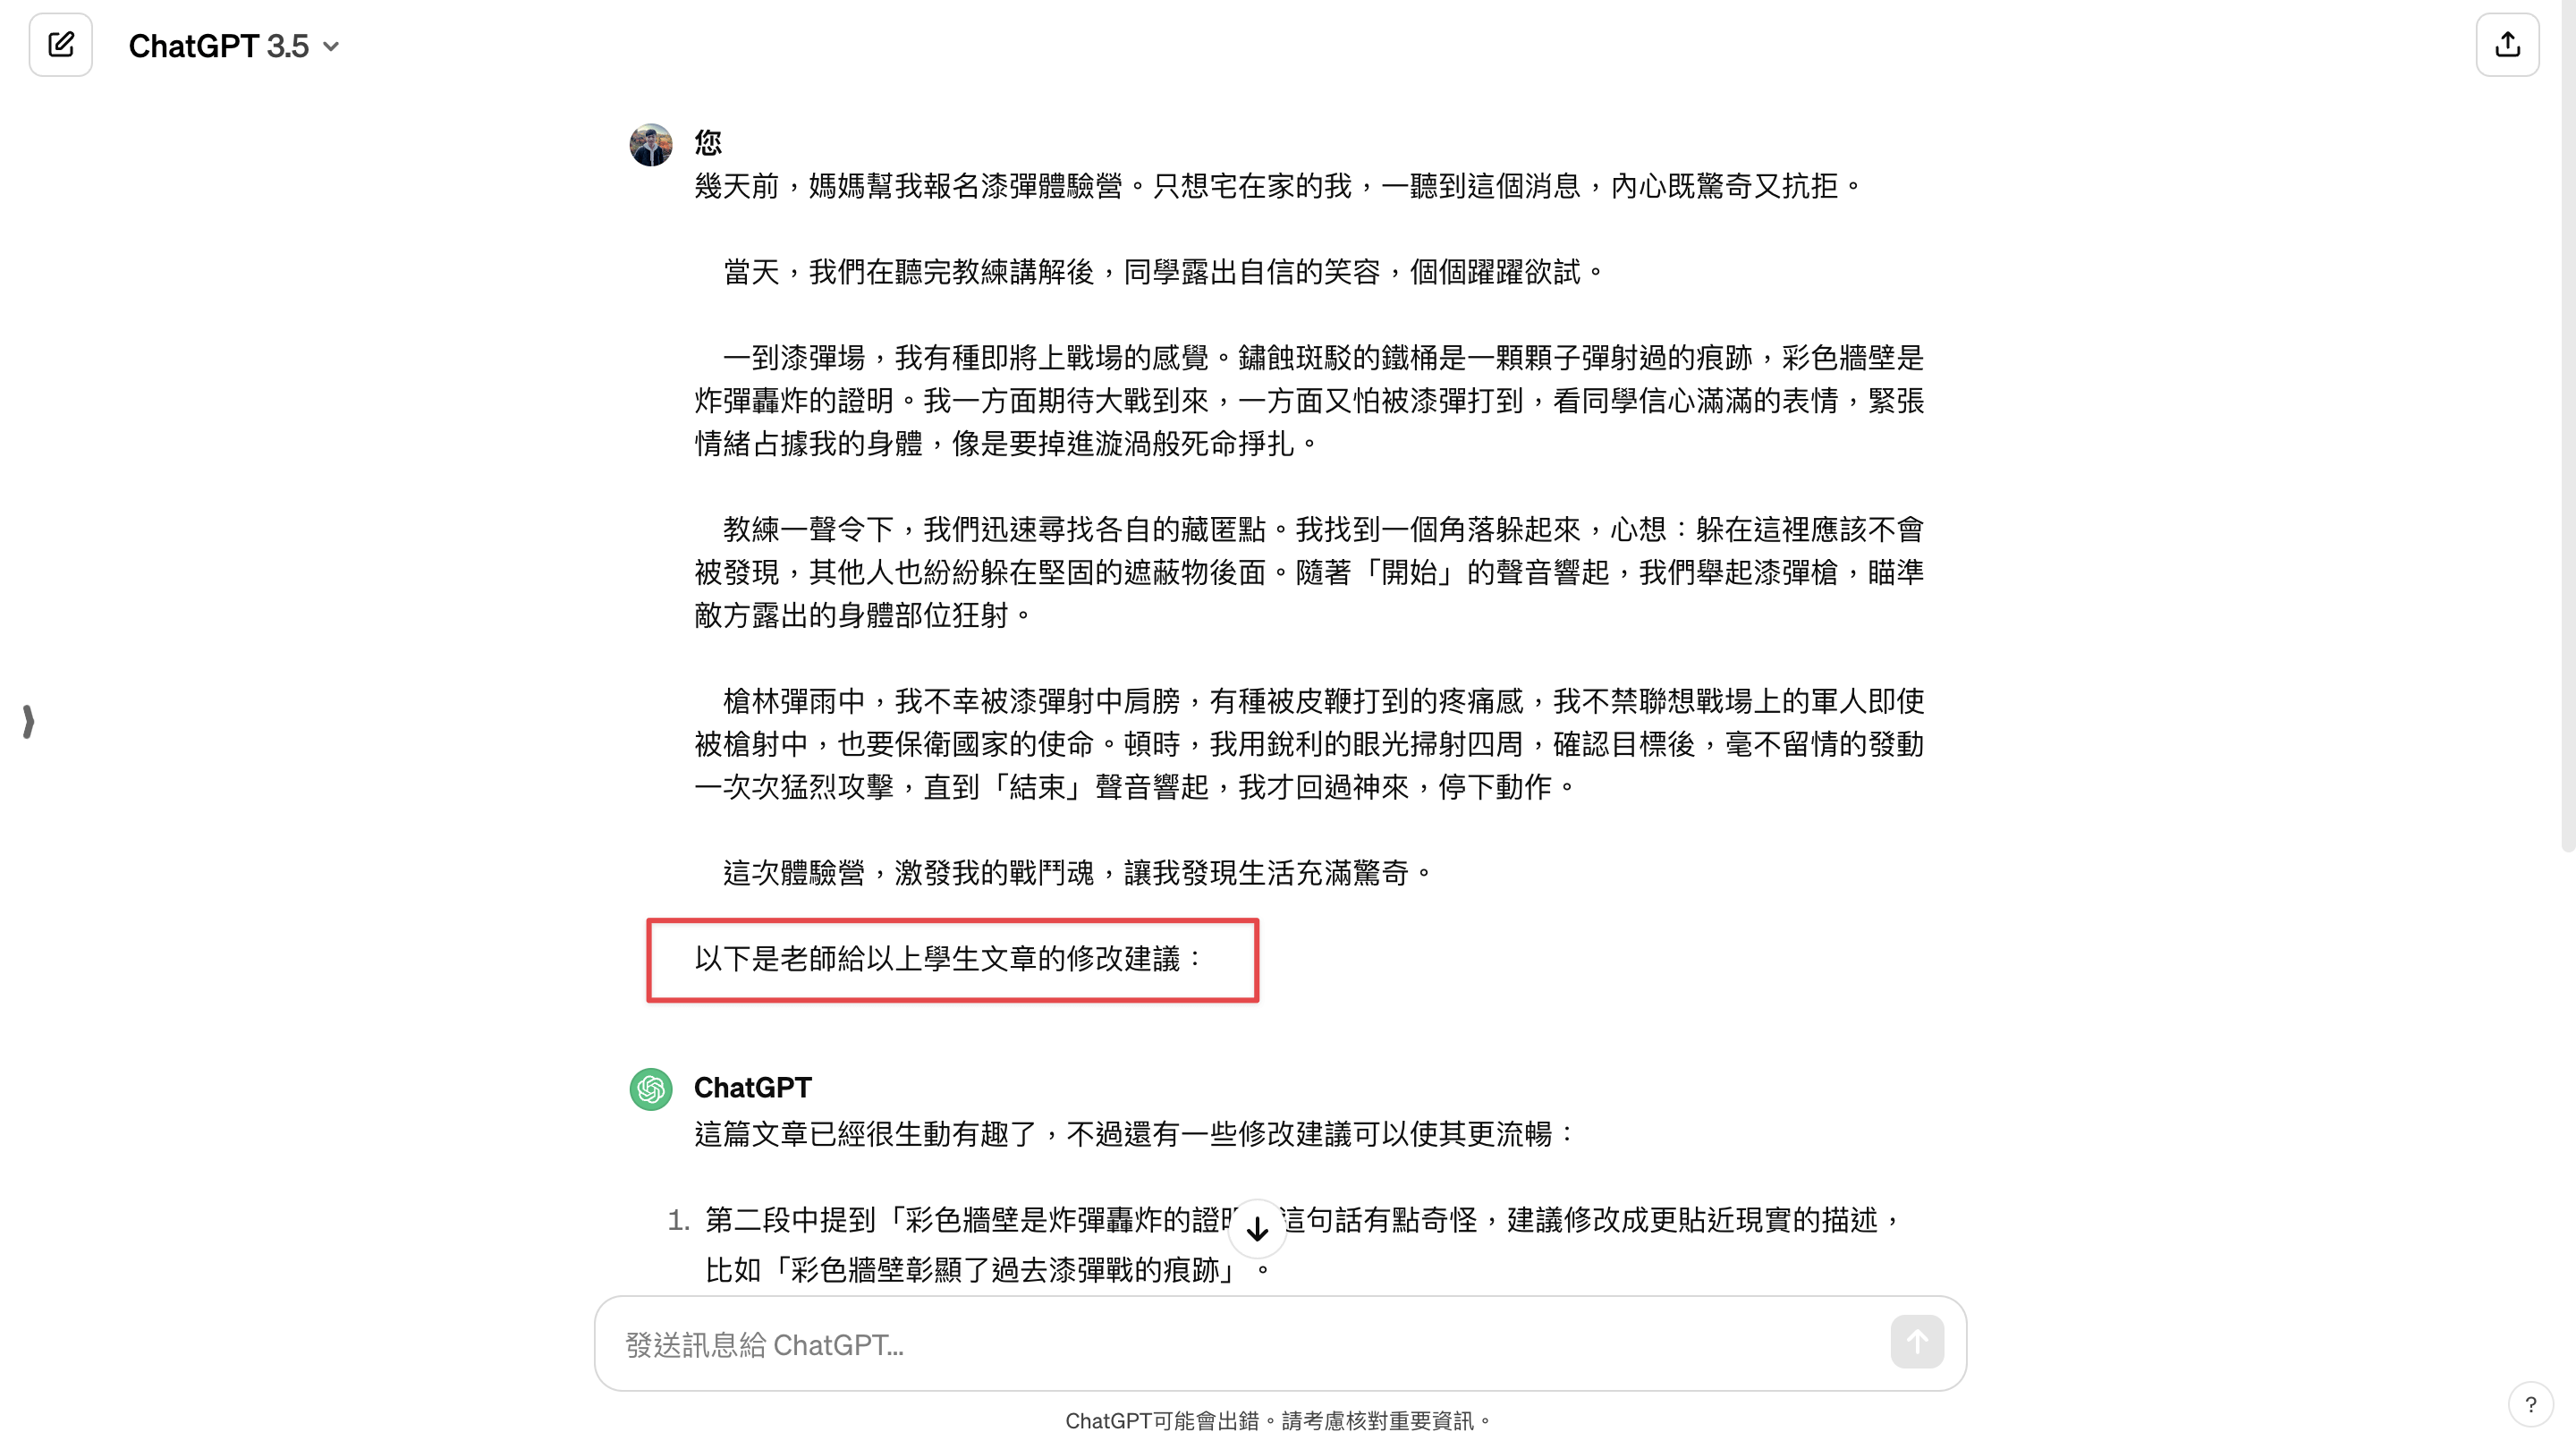 ChatGPT 3.5
您
幾天前，媽媽幫我報名漆彈體驗營。只想宅在家的我，一聽到這個消息，內心既驚奇又抗拒。
當天，我們在聽完教練講解後，同學露出自信的笑容，個個躍躍欲試。
一到漆彈場，我有種即將上戰場的感覺。鏽蝕斑駁的鐵桶是一顆顆子彈射過的痕跡，彩色牆壁是
炸彈轟炸的證明。我一方面期待大戰到來，一方面又怕被漆彈打到，看同學信心滿滿的表情，緊張
情緒占據我的身體，像是要掉進漩渦般死命掙扎。
教練一聲令下，我們迅速尋找各自的藏匿點。我找到一個角落躲起來，心想：躲在這裡應該不會
被發現，其他人也紛紛躲在堅固的遮蔽物後面。隨著「開始」的聲音響起，我們舉起漆彈槍，瞄準
敵方露出的身體部位狂射。
槍林彈雨中，我不幸被漆彈射中肩膀，有種被皮鞭打到的疼痛感，我不禁聯想戰場上的軍人即使
被槍射中，也要保衛國家的使命。頓時，我用銳利的眼光掃射四周，確認目標後，毫不留情的發動
一次次猛烈攻擊，直到「結束」聲音響起，我才回過神來，停下動作。
這次體驗營，激發我的戰鬥魂，讓我發現生活充滿驚奇。
以下是老師給以上學生文章的修改建議：
ChatGPT
這篇文章已經很生動有趣了，不過還有一些修改建議可以使其更流暢：
1. 第二段中提到「彩色牆壁是炸彈轟炸的證 這句話有點奇怪，建議修改成更貼近現實的描述，
比如「彩色牆壁彰顯了過去漆彈戰的痕跡」。
發送訊息給 ChatGPT...
ChatGPT可能會出錯。請考慮核對重要資訊。
?